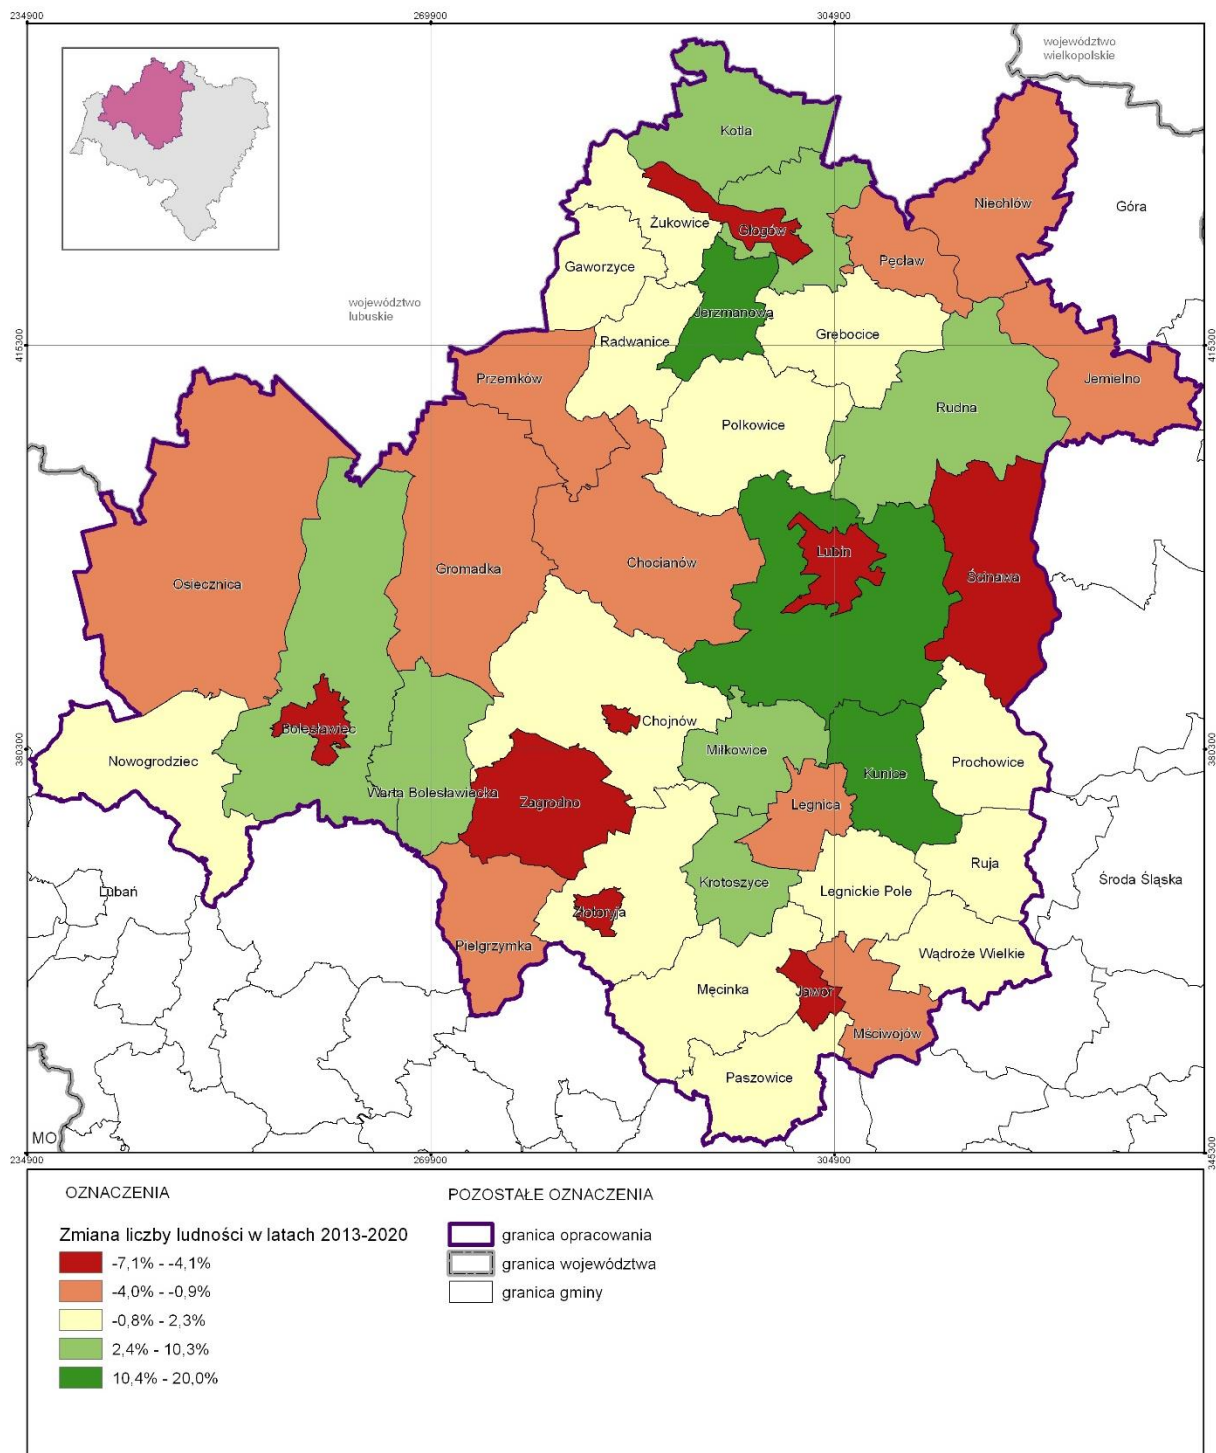 234900
269900
304900
województwo
wielkopolskie
Kotla
Niechlów
Góra
Żukowice
Głogów
Pęcław
Gaworzyce
województwo
lubuskie
Jerzmanowa
Radwanice
Grębocice
415300
415300
Przemków
Jemielno
Rudna
Polkowice
Lubin
Chocianów
Gromadka
Osiecznica
Ścinawa
Bolesławiec
Chojnów
Miłkowice
380300
380300
Nowogrodziec
Prochowice
Kunice
Warta Bolesławiecka
Zagrodno
Legnica
Ruja
Lubań
Krotoszyce
Legnickie Pole
Środa Śląska
Złotoryja
Pielgrzymka
Wądroże Wielkie
Męcinka
Jawor
Mściwojów
Paszowice
MO
234900
269900
304900
345300
OZNACZENIA
Zmiana liczby ludności w latach 2013-2020
-7,1% - -4,1%
-4,0% - -0,9%
-0,8% - 2,3%
2,4% - 10,3%
10,4% - 20,0%
POZOSTAŁE OZNACZENIA
granica opracowania
granica województwa
granica gminy